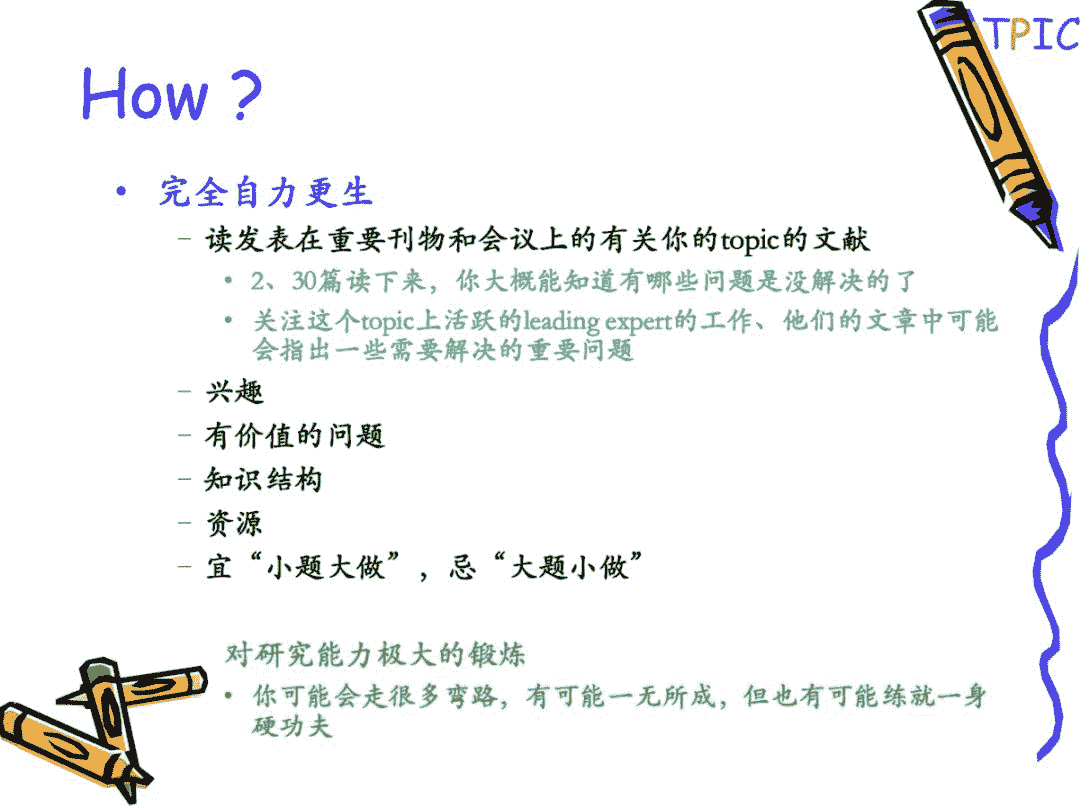 TPIC
How？
• 完全自力更生
– 读发表在重要刊物和会议上的有关你的topic的文献
• 2、30篇读下来，你大概能知道有哪些问题是没解决的了
• 关注这个topic上活跃的leading expert的工作、他们的文章中可能
会指出一些需要解决的重要问题
– 兴趣
– 有价值的问题
– 知识结构
– 资源
– 宜“小题大做”，忌“大题小做”
对研究能力极大的锻炼
• 你可能会走很多弯路，有可能一无所成，但也有可能练就一身
硬功夫